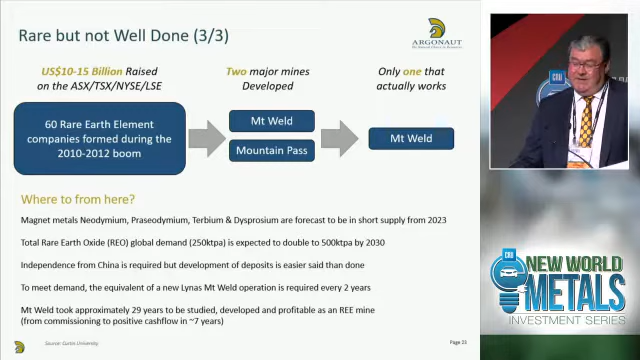 Rare but not Well Done (3/3)
ARGONAUT
US$10-15 Billion Raised
on the ASX/TSX/NYSE/LSE
Two major mines
Developed
Only one that
actually works
60 Rare Earth Element
companies formed during the
2010-2012 boom
Mt Weld
Mountain Pass
Mt Weld
Where to from here?
Magnet metals Neodymium, Praseodymium, Terbium & Dysprosium are forecast to be in short supply from 2023
Total Rare Earth Oxide (REO) global demand (250ktpa) is expected to double to 500ktpa by 2030
Independence from China is required but development of deposits is easier said than done
To meet demand, the equivalent of a new Lynas Mt Weld operation is required every 2 years
Mt Weld took approximately 29 years to be studied, developed and profitable as an REE mine
(from commissioning to positive cashflow in ~7 years)
Source: Curtin University
CRU
CRU
NEW WORLD
METALS
INVESTMENT SERIES